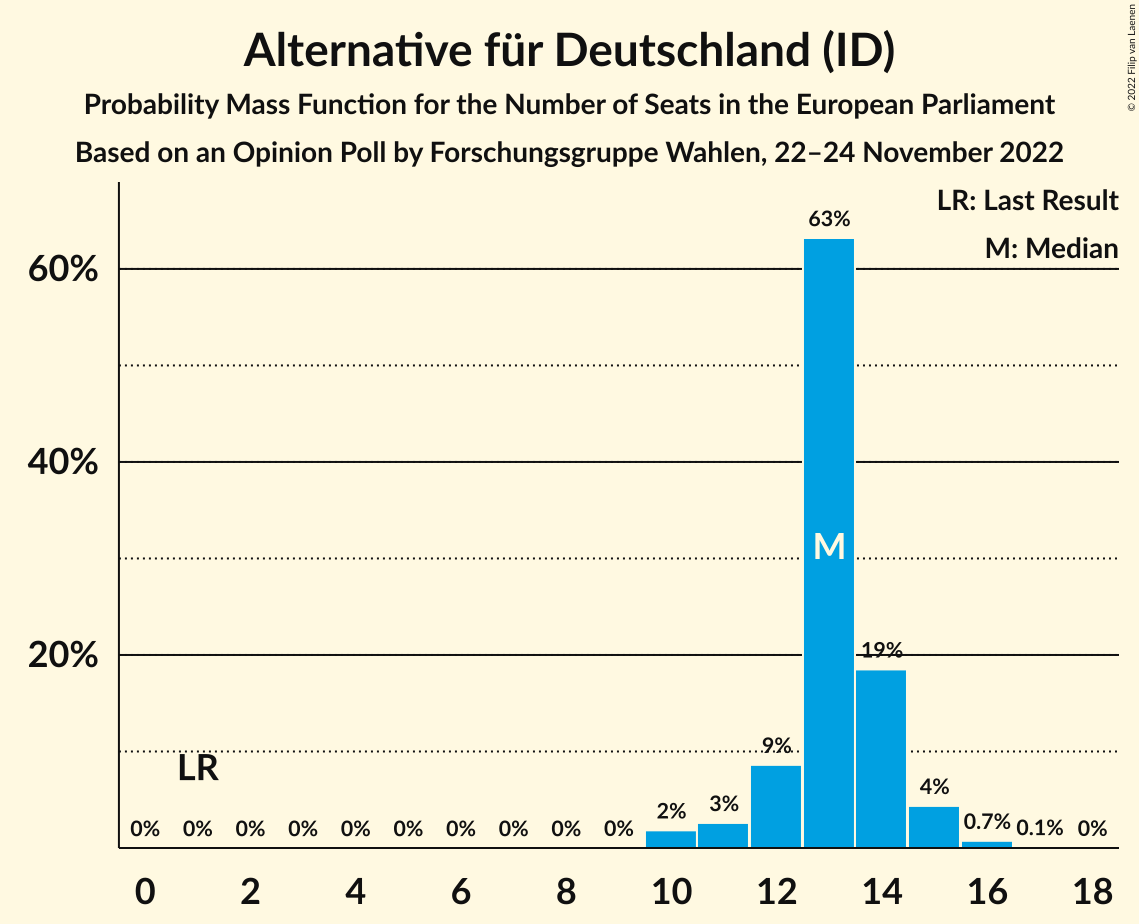 Alternative für Deutschland (ID)
Probability Mass Function for the Number of Seats in the European Parliament
Based on an Opinion Poll by Forschungsgruppe Wahlen, 22–24 November 2022
© 2022 Filip van Laenen
LR: Last Result
M: Median
60%
40%
20%
63%
M
19%
9%
LR
4%
2% 3% 0.7% 0.1%
0% 0% 0% 0% 0% 0% 0% 0% 0% 0% 0%
0 2 4 6 8 10 12 14 16 18